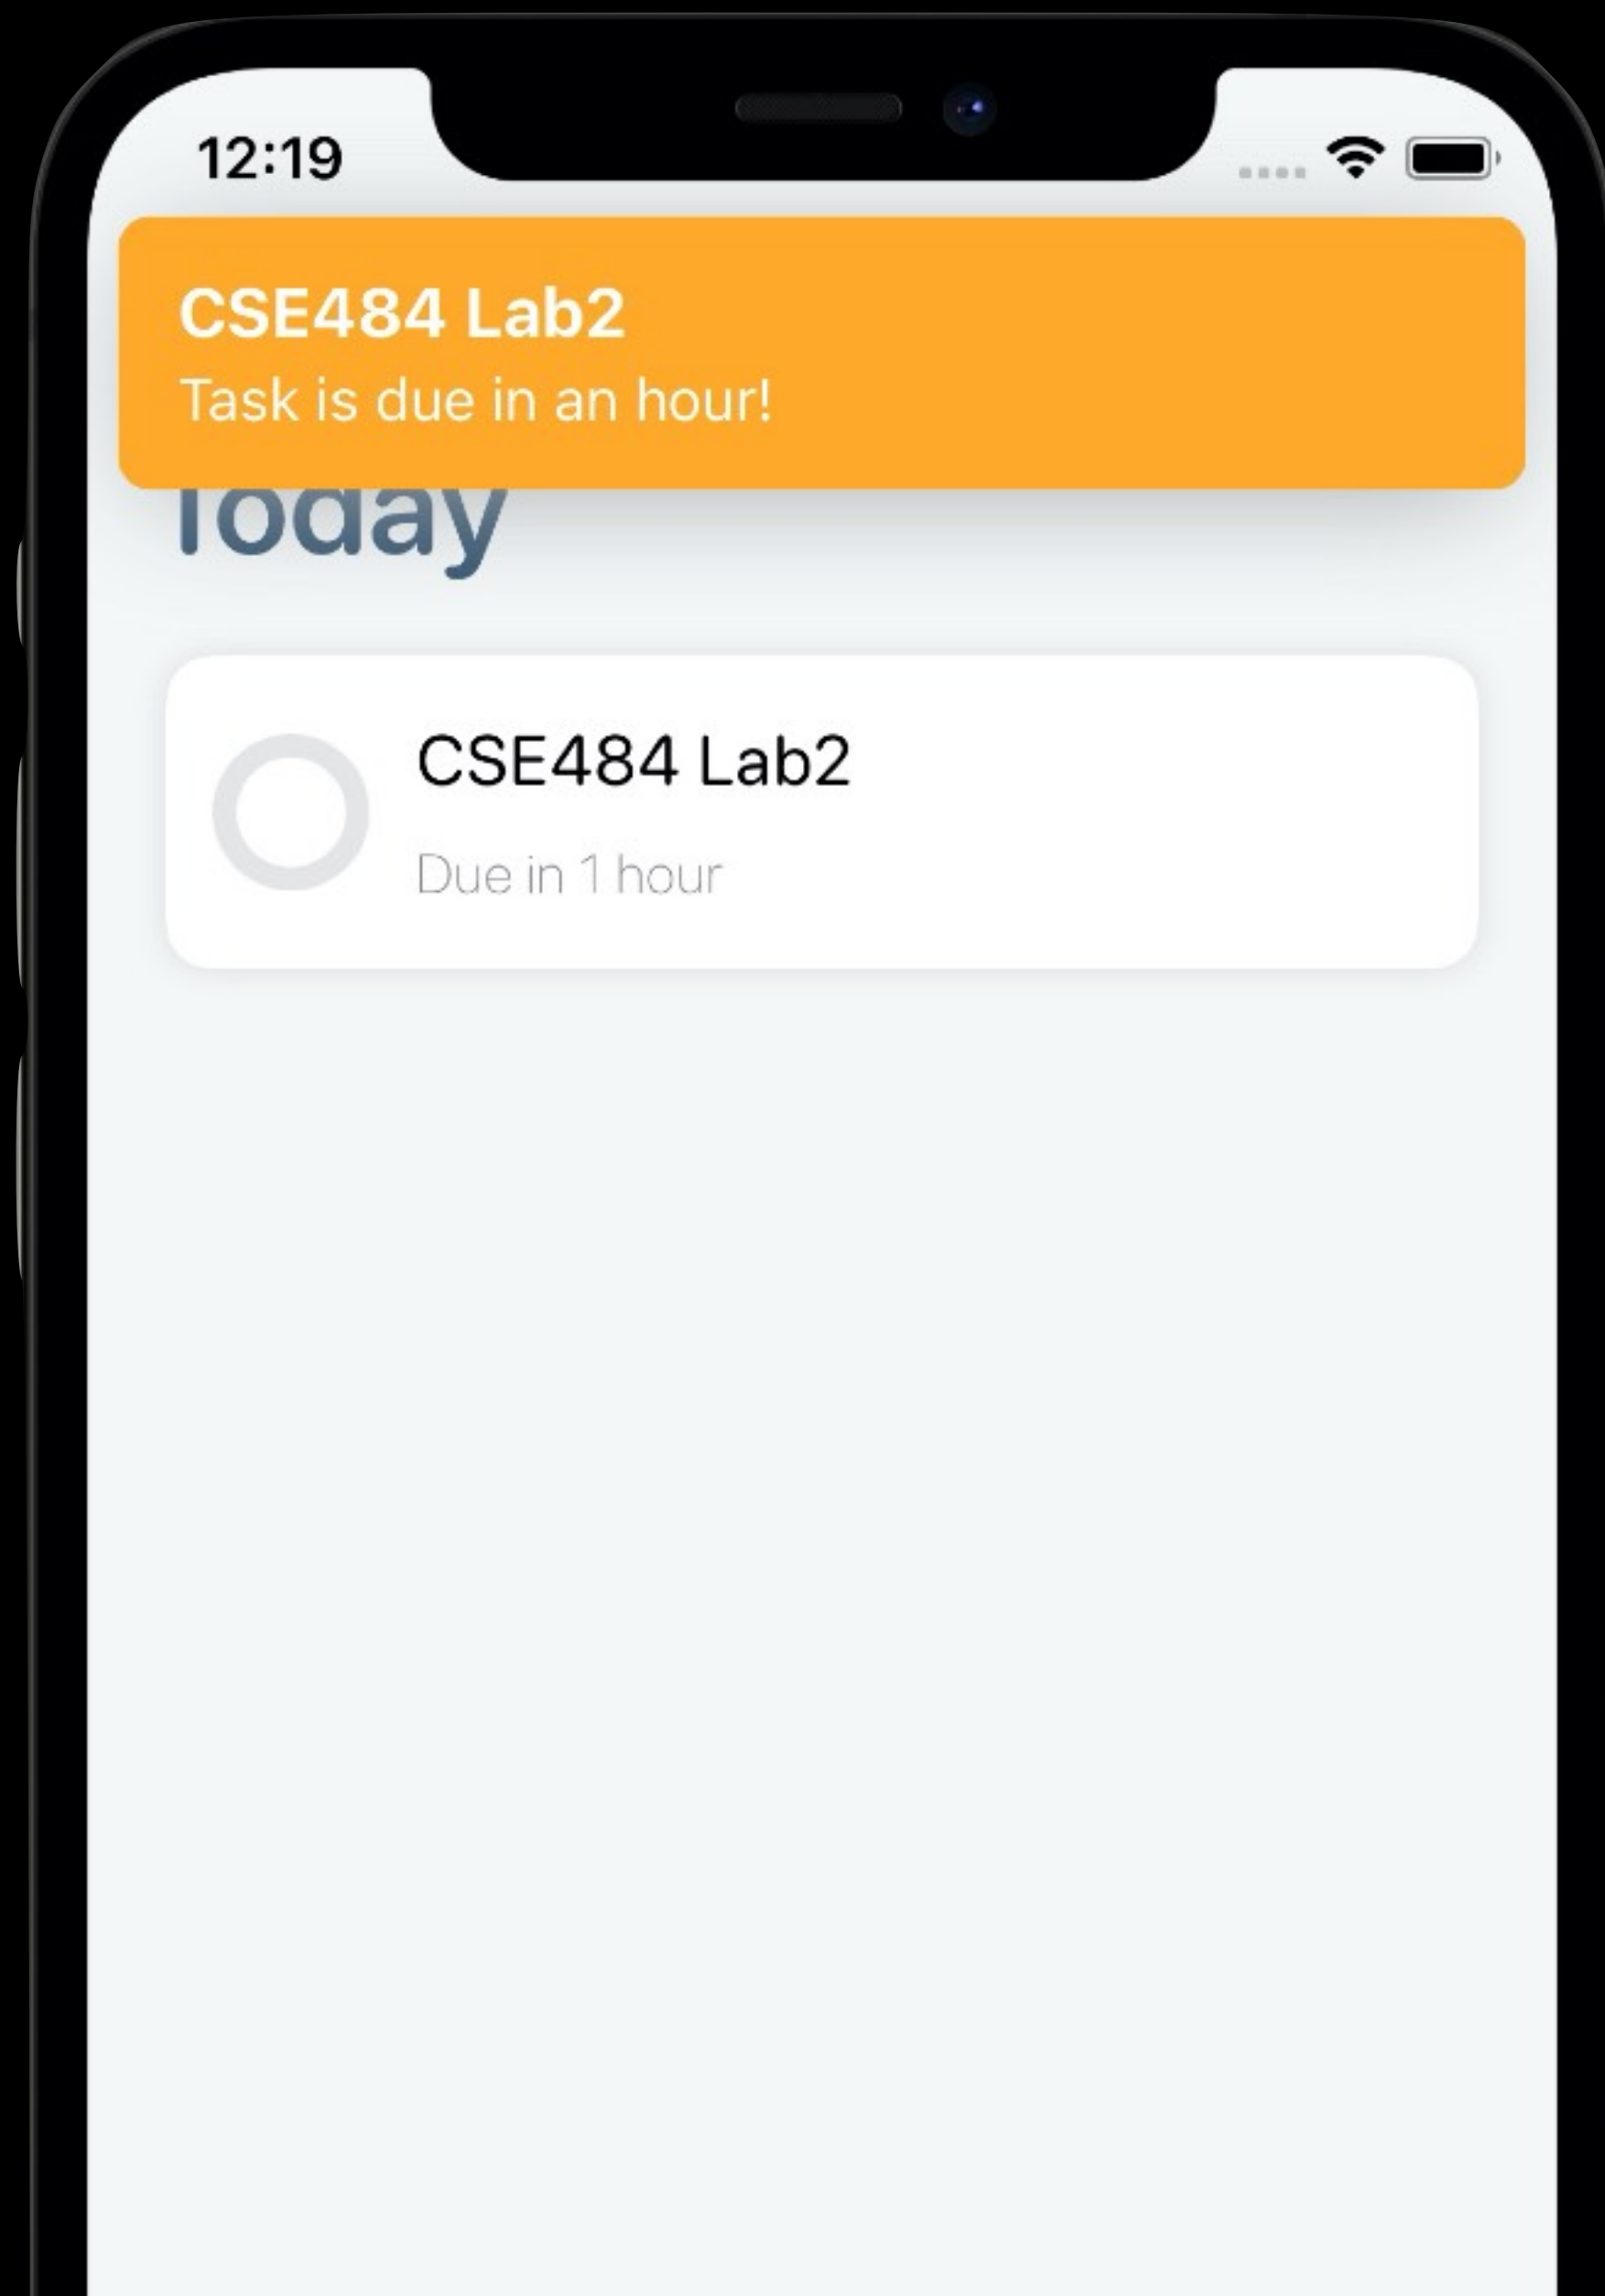 12:19
CSE484 Lab2
Task is due in an hour!
Today
CSE484 Lab2
Due in 1 hour